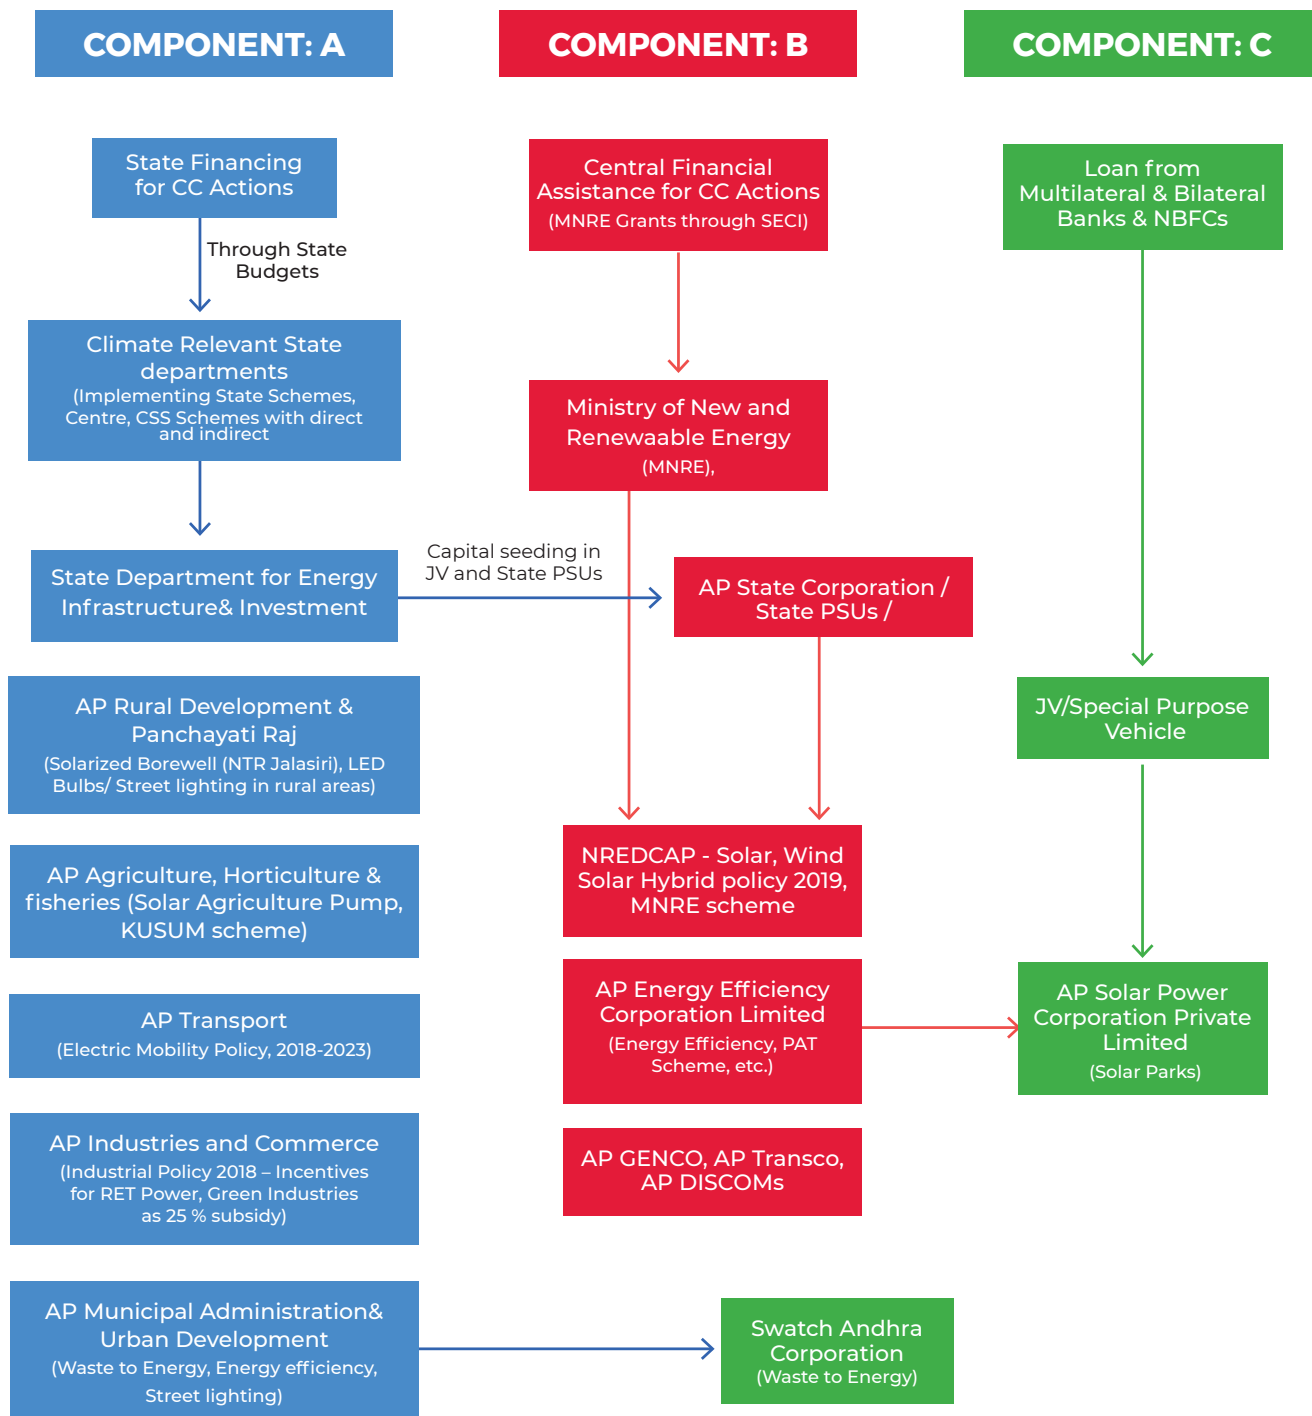 COMPONENT: A
COMPONENT: B
COMPONENT: C
State Financing
for CC Actions
Through State
Budgets
Climate Relevant State
departments
(Implementing State Schemes,
Centre, CSS Schemes with direct
and indirect
State Department for Energy
Infrastructure& Investment
Capital seeding in
JV and State PSUs
AP Rural Development &
Panchayati Raj
(Solarized Borewell (NTR Jalasiri), LED
Bulbs/ Street lighting in rural areas)
AP Agriculture, Horticulture &
fisheries (Solar Agriculture Pump,
KUSUM scheme)
AP Transport
(Electric Mobility Policy, 2018-2023)
AP Industries and Commerce
(Industrial Policy 2018 – Incentives
for RET Power, Green Industries
as 25 % subsidy)
AP Municipal Administration&
Urban Development
(Waste to Energy, Energy efficiency,
Street lighting)
Central Financial
Assistance for CC Actions
(MNRE Grants through SECI)
Ministry of New and
Renewaable Energy
(MNRE),
AP State Corporation /
State PSUs /
NREDCAP - Solar, Wind
Solar Hybrid policy 2019,
MNRE scheme
AP Energy Efficiency
Corporation Limited
(Energy Efficiency, PAT
Scheme, etc.)
AP GENCO, AP Transco,
AP DISCOMs
Loan from
Multilateral & Bilateral
Banks & NBFCs
JV/Special Purpose
Vehicle
AP Solar Power
Corporation Private
Limited
(Solar Parks)
Swatch Andhra
Corporation
(Waste to Energy)